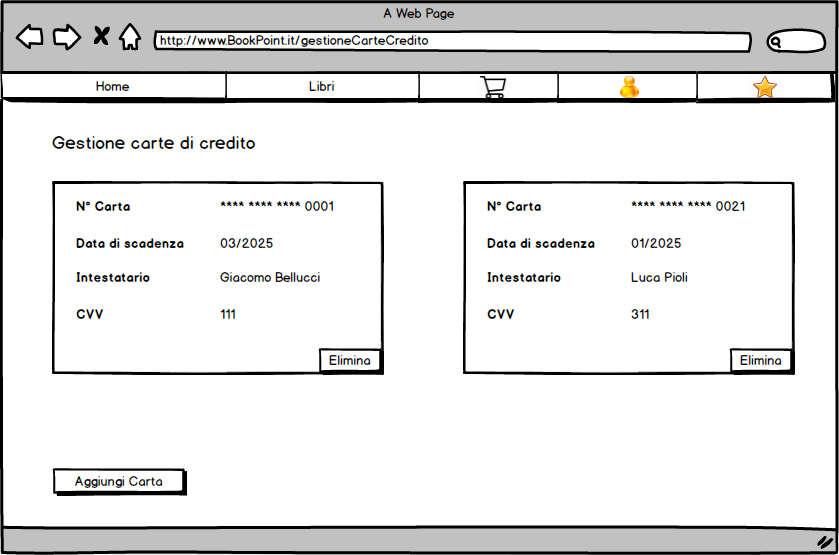 A Web Page
http://www.BookPoint.it/gestioneCarteCredito
Home Libri
Gestione carte di credito
N° Carta **** **** **** 0001
Data di scadenza 03/2025
Intestatario Giacomo Bellucci
CVV 111
Elimina
N° Carta **** **** **** 0021
Data di scadenza 01/2025
Intestatario Luca Pioli
CVV 311
Elimina
Aggiungi Carta